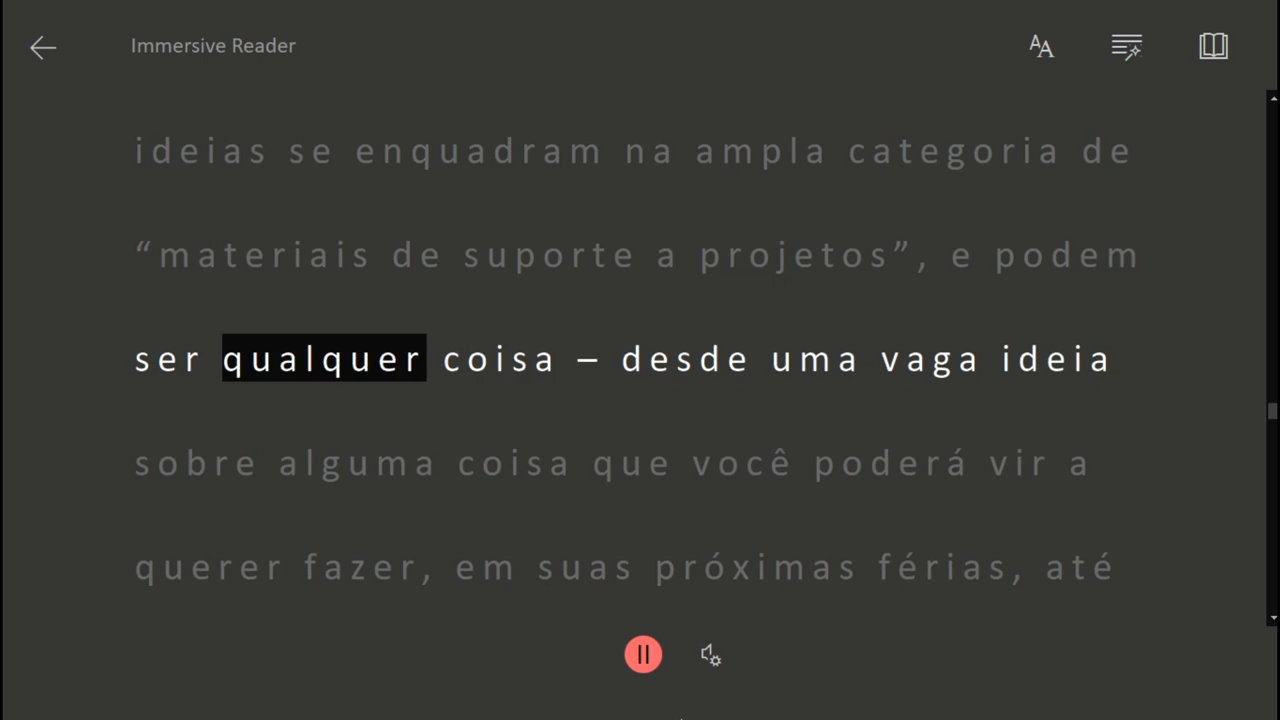 Immersive Reader
ideias se enquadram na ampla categoria de
“materiais de suporte a projetos”, e podem
ser qualquer coisa – desde uma vaga ideia
sobre alguma coisa que você poderá vir a
querer fazer, em suas próximas férias, até